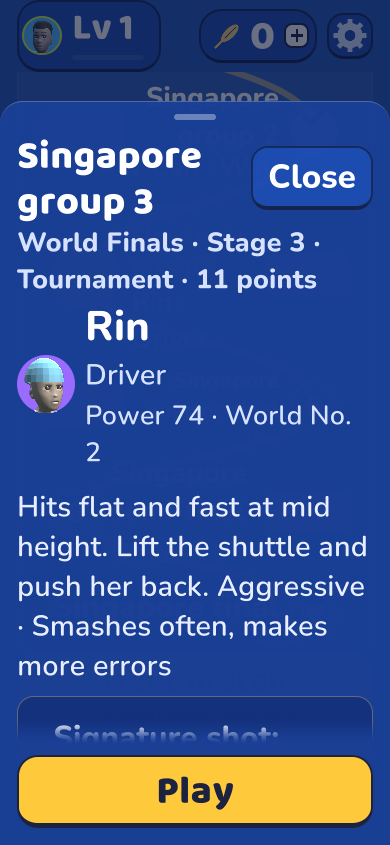 Lv 1
0
Singapore
Singapore
group 3
Close
World Finals · Stage 3 ·
Tournament · 11 points
Rin
Driver
Power 74 · World No.
2
Hits flat and fast at mid
height. Lift the shuttle and
push her back. Aggressive
· Smashes often, makes
more errors
Signature shot:
Play